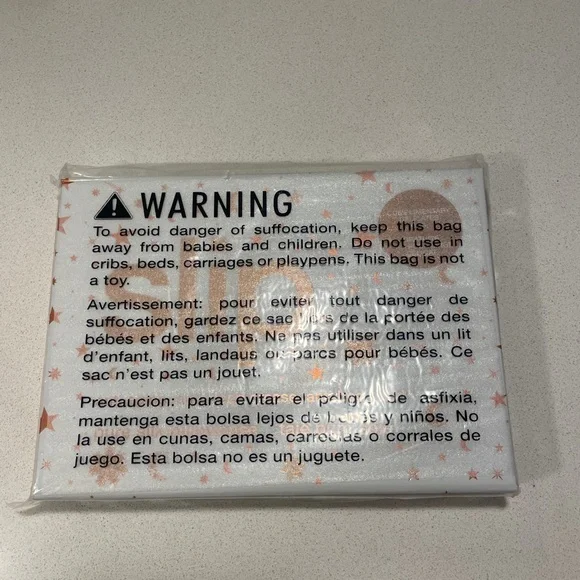 WARNING
To avoid danger of suffocation, keep this bag
away from babies and children. Do not use in
cribs, beds, carriages or playpens. This bag is not
a toy.
Avertissement: pour eviter tout danger de
suffocation, gardez ce sac hors de la portée des
bébés et des enfants. Ne pas utiliser dans un lit
d'enfant, lits, landaus ou parcs pour bébés. Ce
sac n'est pas un jouet.
Precaucion: para evitar el peligro de asfixia,
mantenga esta bolsa lejos de bebés y niños. No
la use en cunas, camas, carreolas o corrales de
juego. Esta bolsa no es un juguete.
slip